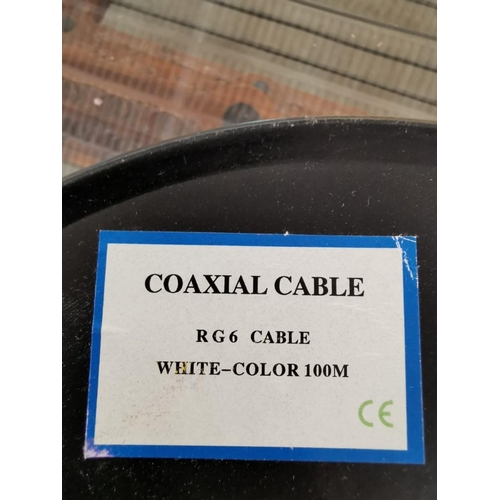 COAXIAL CABLE
RG6 CABLE
WHITE-COLOR 100M
CE